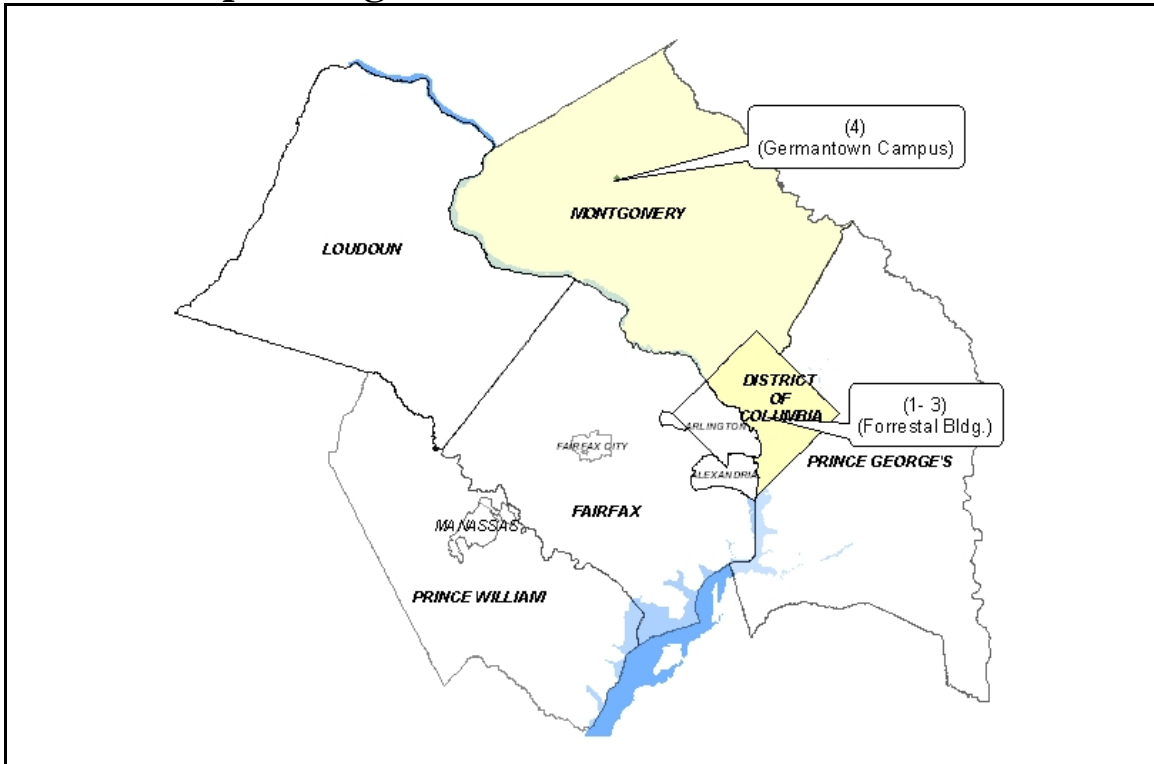 (4)
(Germantown Campus)
MONTGOMERY
LOUDOUN
DISTRICT
OF
COLUMBIA
(1- 3)
(Forrestal Bldg.)
ARLINGTON
FAIRFAX CITY
PRINCE GEORGE'S
ALEXANDRIA
FAIRFAX
MANASSAS
PRINCE WILLIAM